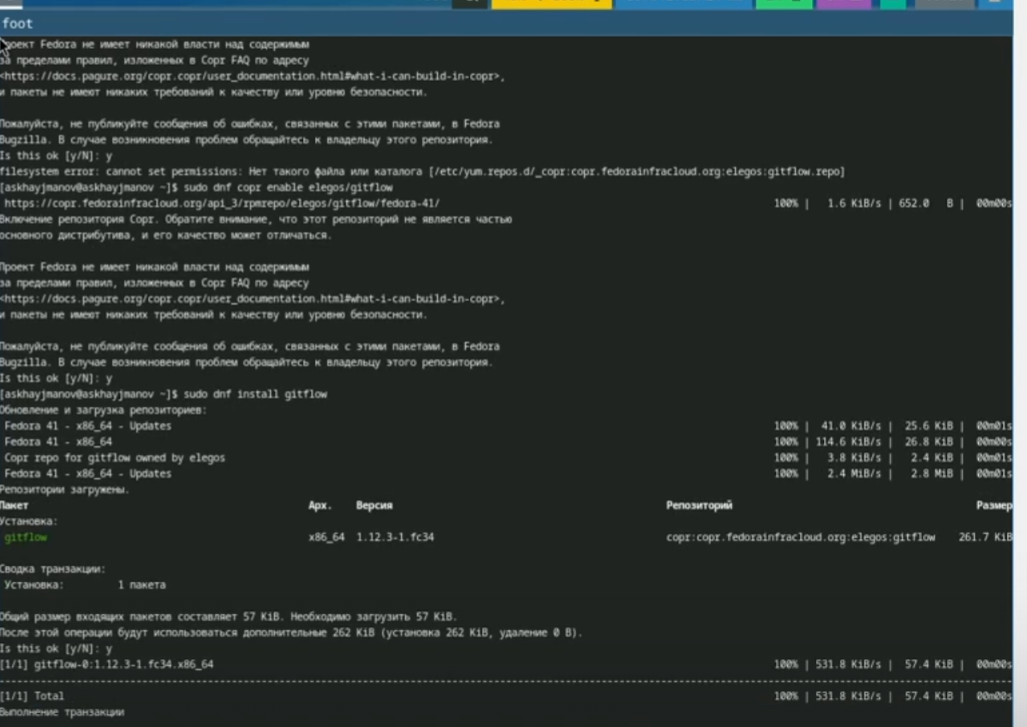 foot
Проект Fedora не имеет никакой власти над содержимым
за пределами правил, изложенных в Copr FAQ по адресу
<https://docs.pagure.org/copr.copr/user_documentation.html#what-i-can-build-in-copr>,
и пакеты не имеют никаких требований к качеству или уровню безопасности.
Пожалуйста, не публикуйте сообщения об ошибках, связанных с этими пакетами, в Fedora
Bugzilla. В случае возникновения проблем обращайтесь к владельцу этого репозитория.
Is this ok [y/N]: y
filesystem error: cannot set permissions: Нет такого файла или каталога [/etc/yum.repos.d/_copr:copr.fedorainfracloud.org:elegos:gitflow.repo]
[askhayjmanov@askhayjmanov ~]$ sudo dnf copr enable elegos/gitflow
https://copr.fedorainfracloud.org/api_3/rpmrepo/elegos/gitflow/fedora-41/ 100% | 1.6 KiB/s | 652.0 B | 00m00s
Включение репозитория Copr. Обратите внимание, что этот репозиторий не является частью
основного дистрибутива, и его качество может отличаться.
Проект Fedora не имеет никакой власти над содержимым
за пределами правил, изложенных в Copr FAQ по адресу
<https://docs.pagure.org/copr.copr/user_documentation.html#what-i-can-build-in-copr>,
и пакеты не имеют никаких требований к качеству или уровню безопасности.
Пожалуйста, не публикуйте сообщения об ошибках, связанных с этими пакетами, в Fedora
Bugzilla. В случае возникновения проблем обращайтесь к владельцу этого репозитория.
Is this ok [y/N]: y
[askhayjmanov@askhayjmanov ~]$ sudo dnf install gitflow
Обновление и загрузка репозиториев:
Fedora 41 - x86_64 - Updates 100% | 41.0 KiB/s | 25.6 KiB | 00m01s
Fedora 41 - x86_64 100% | 114.6 KiB/s | 26.8 KiB | 00m00s
Copr repo for gitflow owned by elegos 100% | 3.8 KiB/s | 2.4 KiB | 00m01s
Fedora 41 - x86_64 - Updates 100% | 2.4 MiB/s | 2.8 MiB | 00m01s
Репозитории загружены.
Пакет Арх. Версия Репозиторий Размер
Установка:
gitflow x86_64 1.12.3-1.fc34 copr:copr.fedorainfracloud.org:elegos:gitflow 261.7 KiB
Сводка транзакции:
Установка: 1 пакета
Общий размер входящих пакетов составляет 57 KiB. Необходимо загрузить 57 KiB.
После этой операции будут использоваться дополнительные 262 KiB (установка 262 KiB, удаление 0 B).
Is this ok [y/N]: y
[1/1] gitflow-0:1.12.3-1.fc34.x86_64 100% | 531.8 KiB/s | 57.4 KiB | 00m00s
[1/1] Total 100% | 531.8 KiB/s | 57.4 KiB | 00m00s
Выполнение транзакции